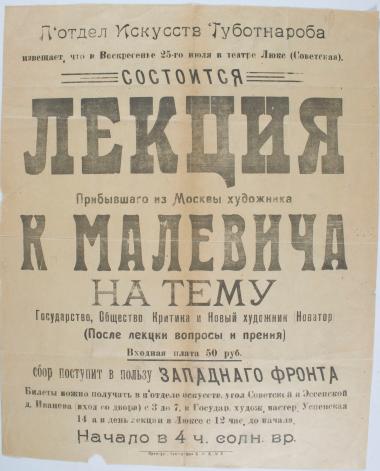 П'отдел Искусств Губотнароба
извещает, что в Воскресенье 25-го июля в театре Люкс (Советская).
СОСТОИТСЯ
ЛЕКЦИЯ
Прибывшаго из Москвы художника
К МАЛЕВИЧА
НА ТЕМУ
Государство, Общество Критика и Новый художник Новатор
(После лекции вопросы и прения)
Входная плата 50 руб.
сбор поступит в пользу ЗАПАДНАГО ФРОНТА
Билеты можно получать в п'отделе искусств, угол Советск й и Эссенской
д. Иванова (вход со двора) с 3 до 7, в Государ. худож. мастер. Успенская
14 а в день лекции в Люксе с 12 час. до начала.
Начало в 4 ч. солн. вр.